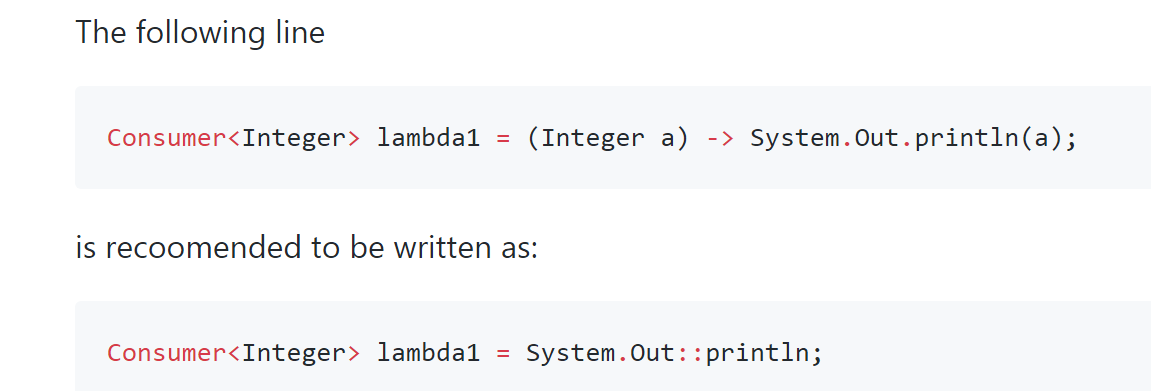 The following line
Consumer<Integer> lambda1 = (Integer a) -> System.Out.println(a);
is recoomended to be written as:
Consumer<Integer> lambda1 = System.Out::println;